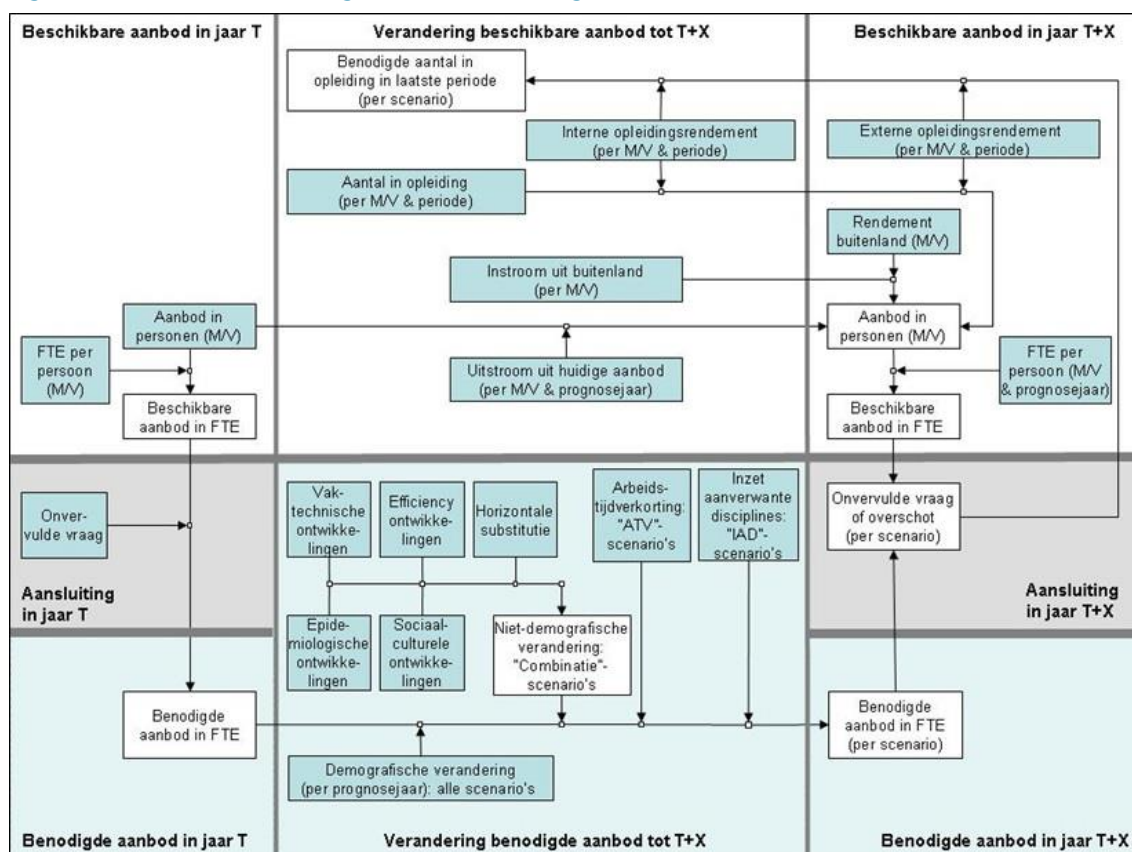 Beschikbare aanbod in jaar T
Verandering beschikbare aanbod tot T+X
Beschikbare aanbod in jaar T+X
Benodigde aantal in
opleiding in laatste periode
(per scenario)
Interne opleidingsrendement
(per M/V & periode)
Externe opleidingsrendement
(per M/V & periode)
Aantal in opleiding
(per M/V & periode)
Rendement
buitenland (M/V)
Instroom uit buitenland
(per M/V)
Aanbod in
personen (M/V)
Aanbod in
personen (M/V)
FTE per
persoon
(M/V)
Uitstroom uit huidige aanbod
(per M/V & prognosejaar)
FTE per
persoon (M/V
& prognosejaar)
Beschikbare
aanbod in FTE
Beschikbare
aanbod in FTE
Onver-
vulde vraag
Vak-
technische
ontwikke-
lingen
Efficiency
ontwikke-
lingen
Horizontale
substitutie
Arbeids-
tijdverkorting:
"ATV"-
scenario's
Inzet
aanverwante
disciplines:
"IAD"-
scenario's
Onvervulde vraag
of overschot
(per scenario)
Aansluiting
in jaar T
Aansluiting
in jaar T+X
Epide-
miologische
ontwikke-
lingen
Sociaal-
culturele
ontwikke-
lingen
Niet-demografische
verandering:
"Combinatie"-
scenario's
Benodigde
aanbod in FTE
Benodigde
aanbod in FTE
(per scenario)
Demografische verandering
(per prognosejaar): alle scenario's
Benodigde aanbod in jaar T
Verandering benodigde aanbod tot T+X
Benodigde aanbod in jaar T+X